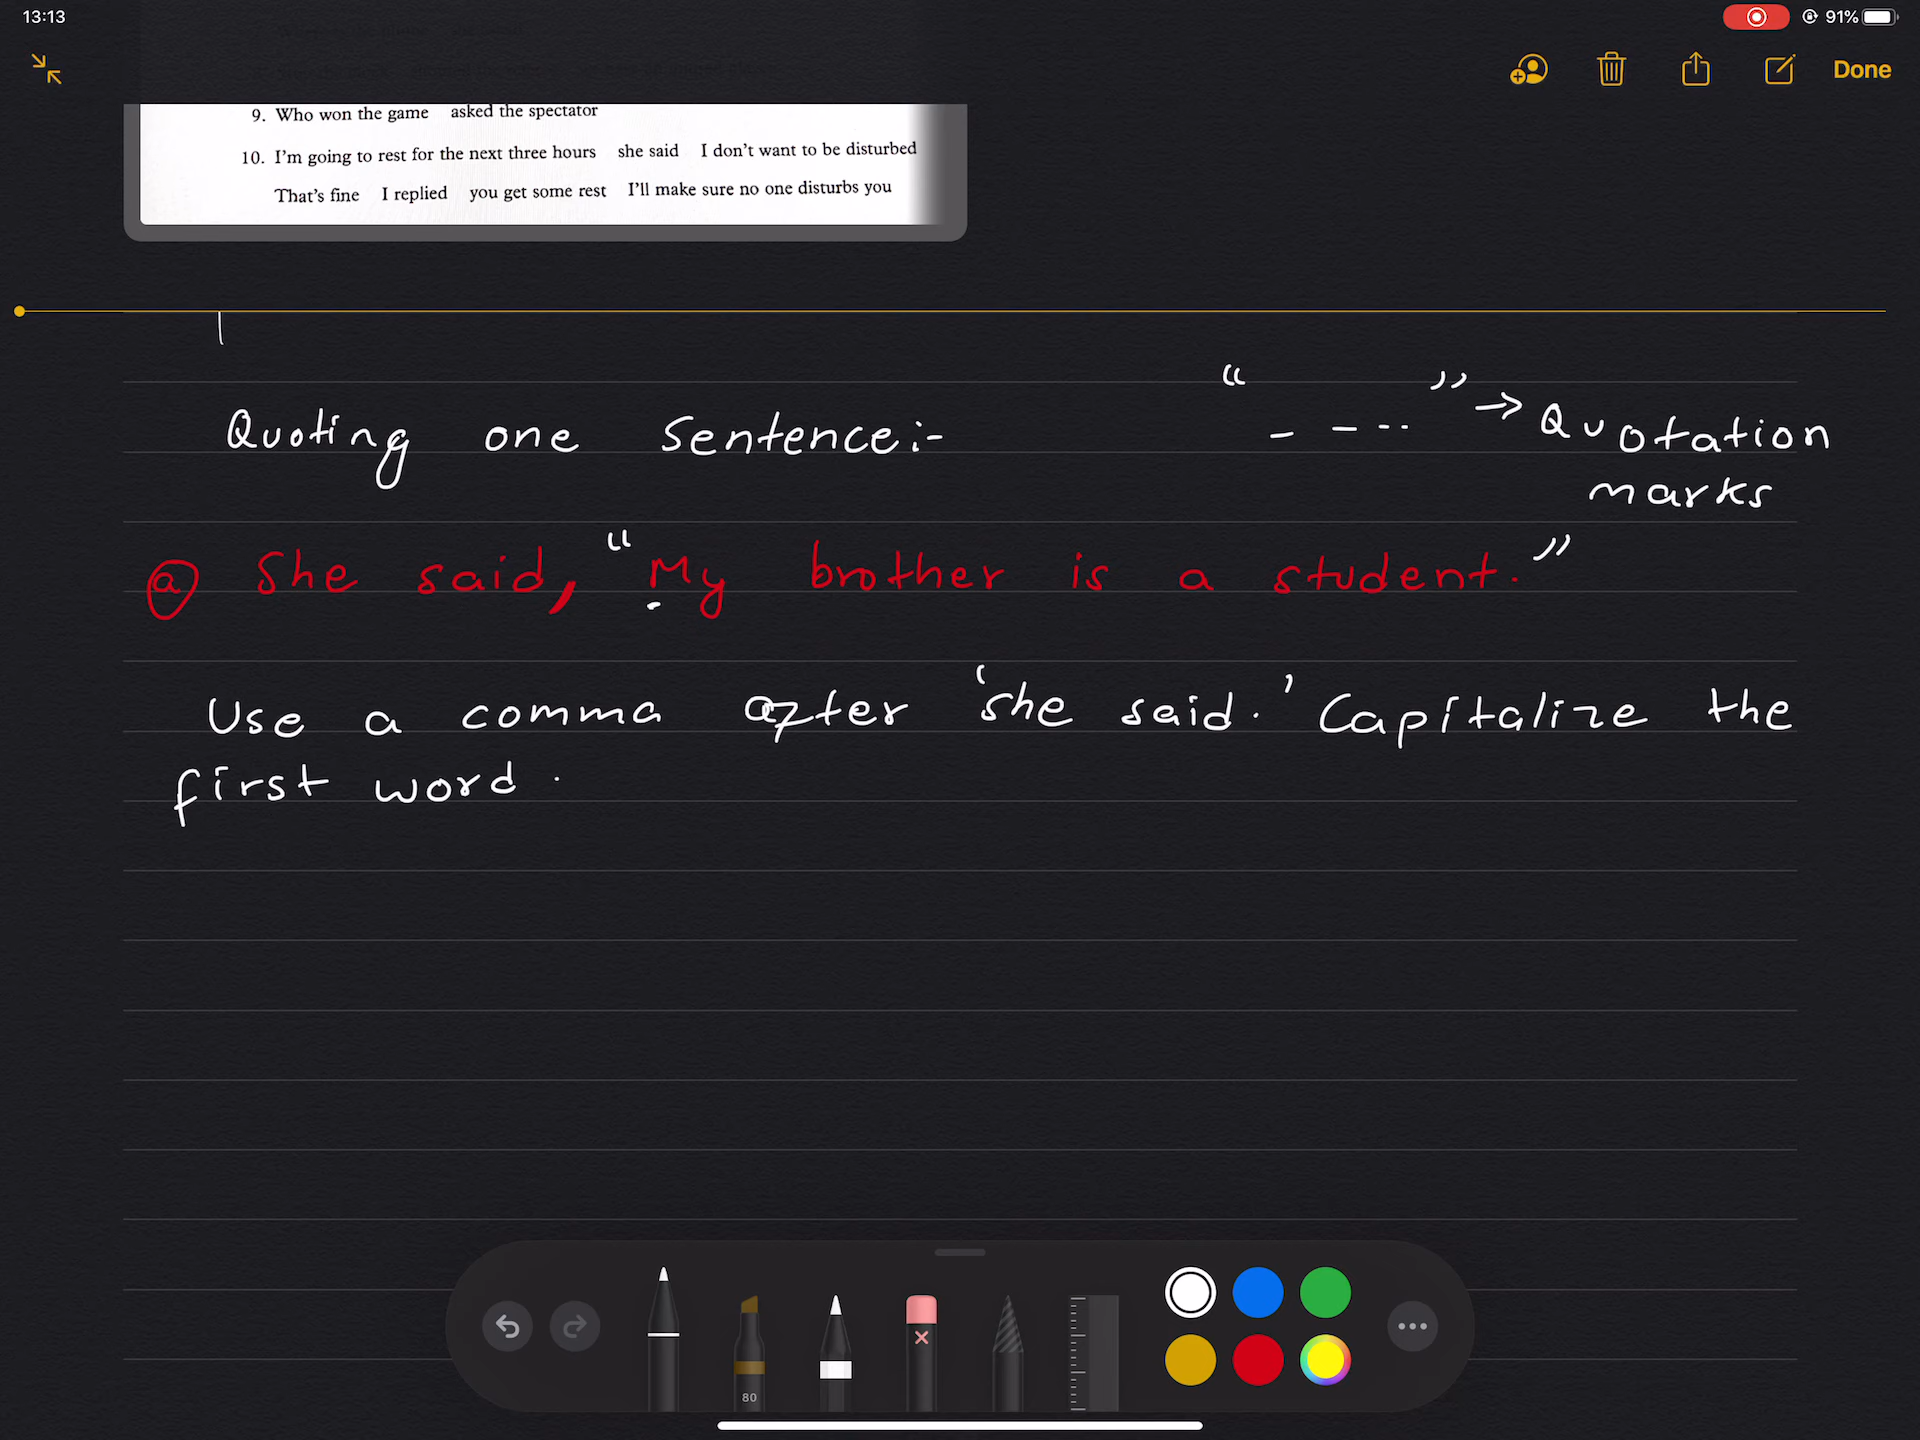 13:13
91%
Done
9. Who won the game asked the spectator
10. I'm going to rest for the next three hours she said I don't want to be disturbed
That's fine I replied you get some rest I'll make sure no one disturbs you
“ - - -- ” → Quotation
Quoting one sentence:-
marks
ⓐ She said, “My brother is a student.”
Use a comma after 'she said.' Capitalize the
first word.
80